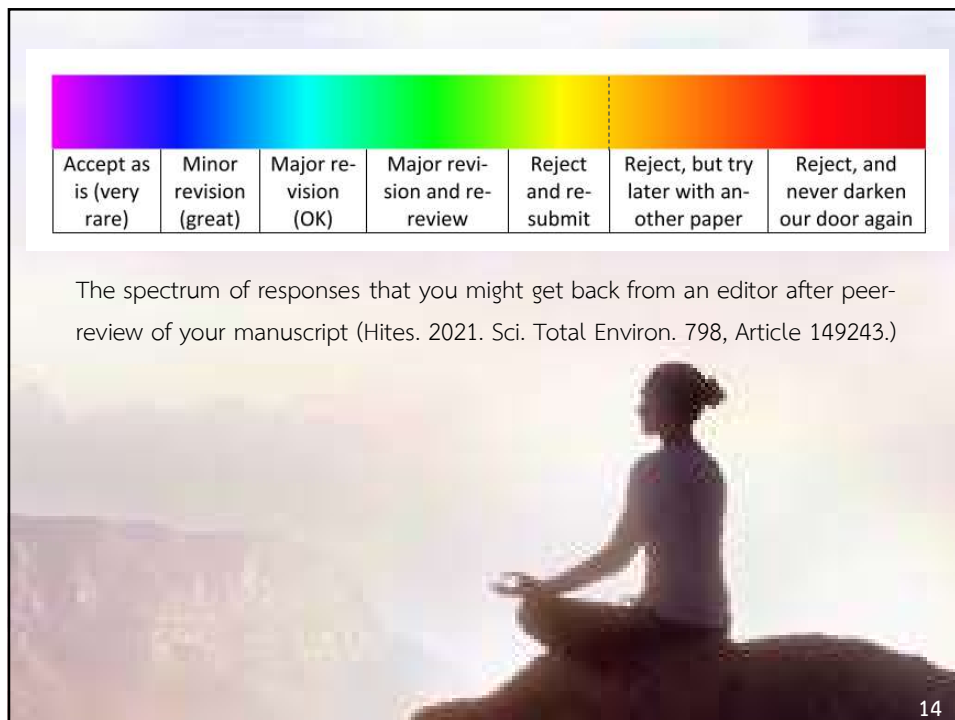 Accept as
is (very
rare)
Minor
revision
(great)
Major re-
vision
(OK)
Major revi-
sion and re-
review
Reject
and re-
submit
Reject, but try
later with an-
other paper
Reject, and
never darken
our door again
The spectrum of responses that you might get back from an editor after peer-
review of your manuscript (Hites. 2021. Sci. Total Environ. 798, Article 149243.)
14